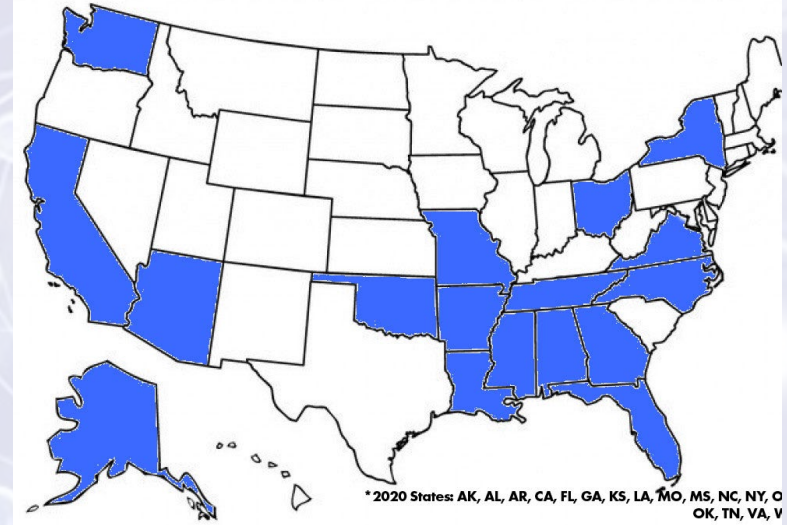 *2020 States: AK, AL, AR, CA, FL, GA, KS, LA, MO, MS, NC, NY,
OK, TN, VA,